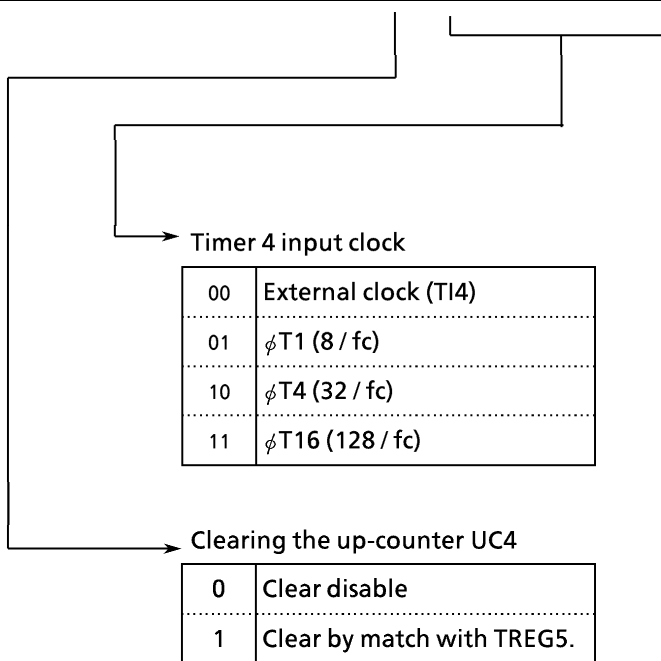 Timer 4 input clock
00 External clock (TI4)
01 ϕT1 (8 / fc)
10 ϕT4 (32 / fc)
11 ϕT16 (128 / fc)
Clearing the up-counter UC4
0 Clear disable
1 Clear by match with TREG5.